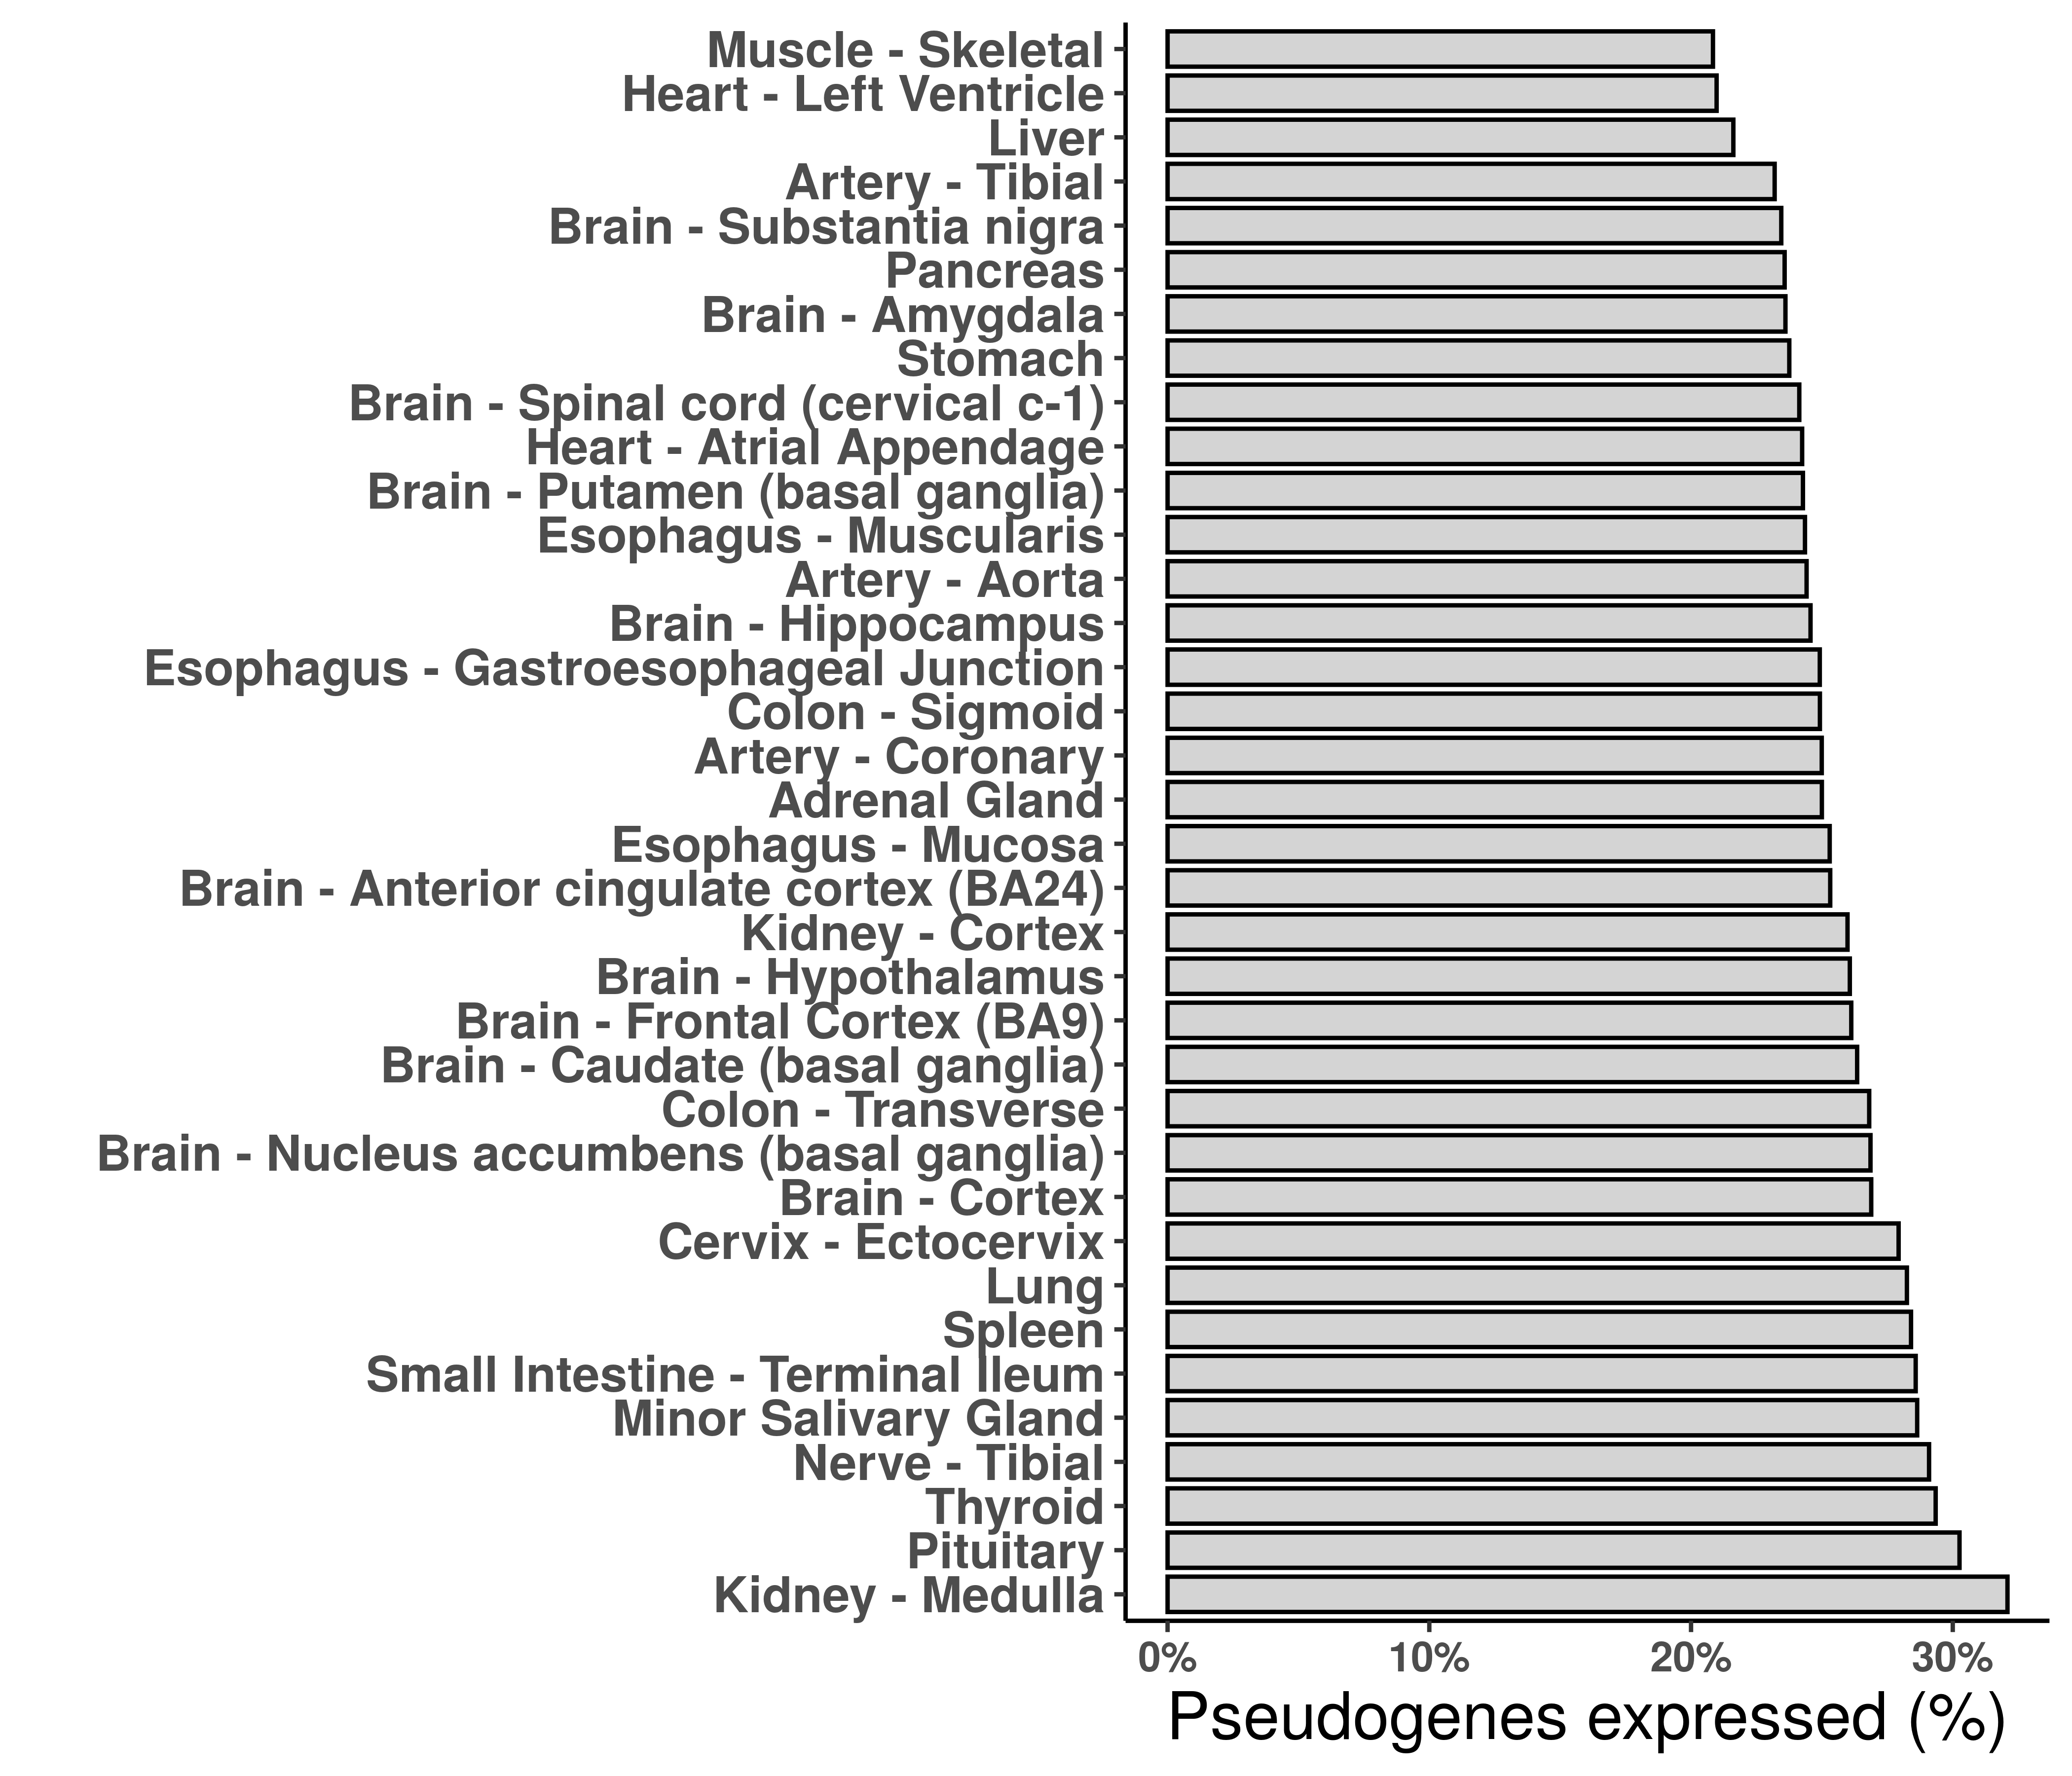 Muscle - Skeletal
Heart - Left Ventricle
Liver
Artery - Tibial
Brain - Substantia nigra
Pancreas
Brain - Amygdala
Stomach
Brain - Spinal cord (cervical c-1)
Heart - Atrial Appendage
Brain - Putamen (basal ganglia)
Esophagus - Muscularis
Artery - Aorta
Brain - Hippocampus
Esophagus - Gastroesophageal Junction
Colon - Sigmoid
Artery - Coronary
Adrenal Gland
Esophagus - Mucosa
Brain - Anterior cingulate cortex (BA24)
Kidney - Cortex
Brain - Hypothalamus
Brain - Frontal Cortex (BA9)
Brain - Caudate (basal ganglia)
Colon - Transverse
Brain - Nucleus accumbens (basal ganglia)
Brain - Cortex
Cervix - Ectocervix
Lung
Spleen
Small Intestine - Terminal Ileum
Minor Salivary Gland
Nerve - Tibial
Thyroid
Pituitary
Kidney - Medulla
0% 10% 20% 30%
Pseudogenes expressed (%)